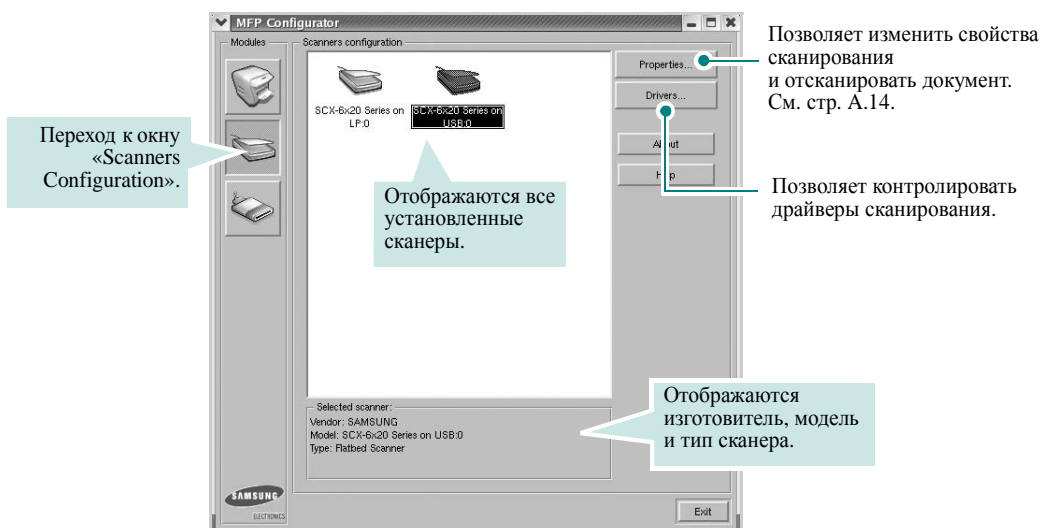 MFP Configurator
Modules
Scanners configuration
SCX-6x20 Series on
LP:0
SCX-6x20 Series on
USB:0
Properties...
Drivers...
About
Help
Selected scanner:
Vendor: SAMSUNG
Model: SCX-6x20 Series on USB:0
Type: Flatbed Scanner
SAMSUNG
ELECTRONICS
Exit
Переход к окну
«Scanners
Configuration».
Отображаются все
установленные
сканеры.
Позволяет изменить свойства
сканирования
и отсканировать документ.
См. стр. A.14.
Позволяет контролировать
драйверы сканирования.
Отображаются
изготовитель, модель
и тип сканера.